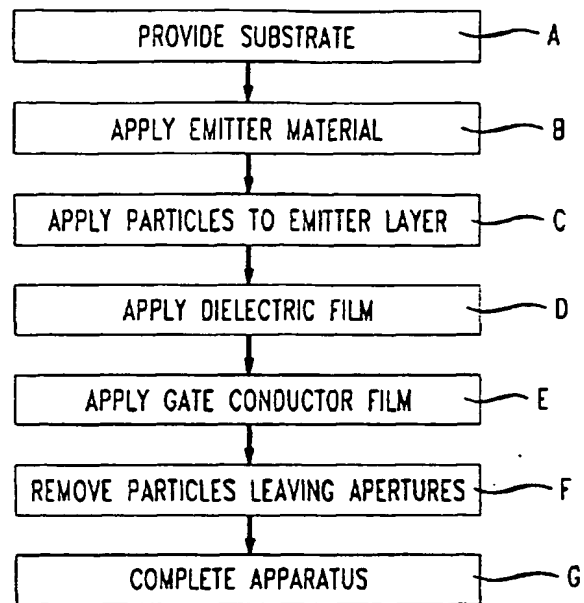 PROVIDE SUBSTRATE A
APPLY EMITTER MATERIAL B
APPLY PARTICLES TO EMITTER LAYER C
APPLY DIELECTRIC FILM D
APPLY GATE CONDUCTOR FILM E
REMOVE PARTICLES LEAVING APERTURES F
COMPLETE APPARATUS G